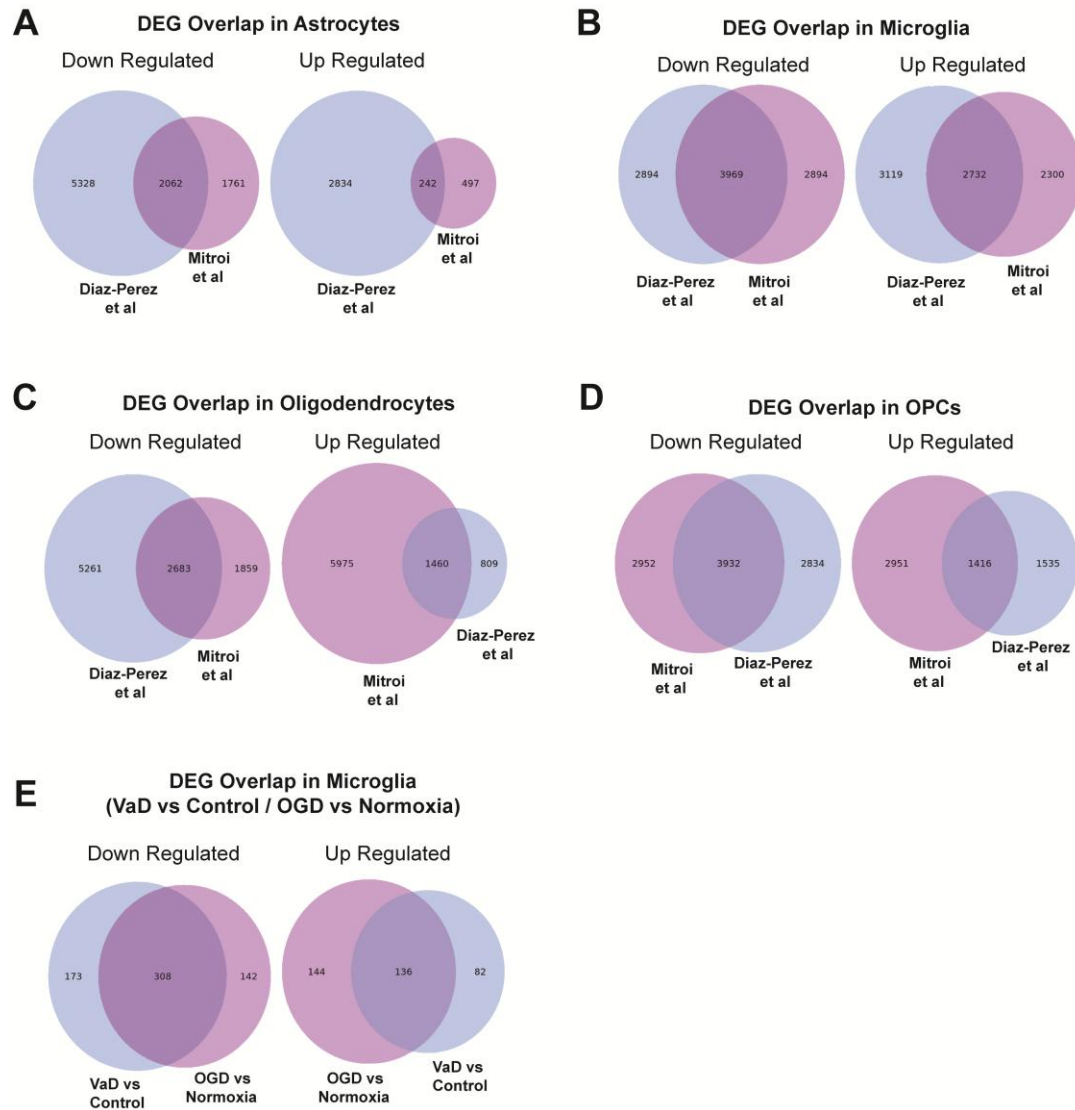 A
DEG Overlap in Astrocytes
Down Regulated
Up Regulated
5328
2062
1761
2834
242
497
Mitroi
et al
Diaz-Perez
et al
Mitroi
et al
Diaz-Perez
et al
B
DEG Overlap in Microglia
Down Regulated
Up Regulated
2894
3969
2894
3119
2732
2300
Diaz-Perez
et al
Mitroi
et al
Diaz-Perez
et al
Mitroi
et al
C
DEG Overlap in Oligodendrocytes
Down Regulated
Up Regulated
5261
2683
1859
5975
1460
809
Diaz-Perez
et al
Mitroi
et al
Mitroi
et al
Diaz-Perez
et al
D
DEG Overlap in OPCs
Down Regulated
Up Regulated
2952
3932
2834
2951
1416
1535
Mitroi
et al
Diaz-Perez
et al
Mitroi
et al
Diaz-Perez
et al
E
DEG Overlap in Microglia
(VaD vs Control / OGD vs Normoxia)
Down Regulated
Up Regulated
173
308
142
144
136
82
VaD vs
Control
OGD vs
Normoxia
OGD vs
Normoxia
VaD vs
Control